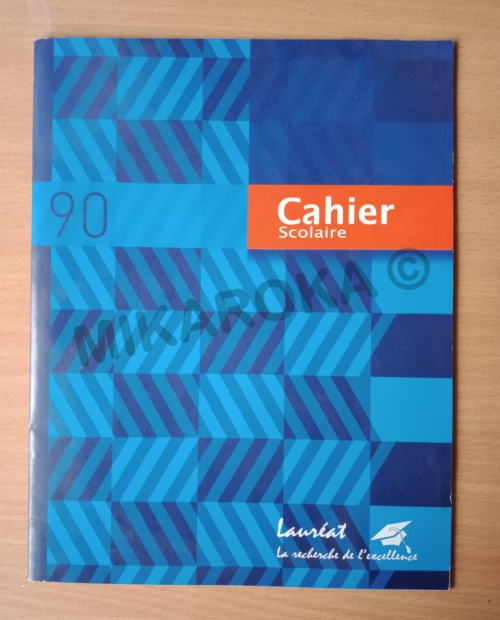 90
Cahier
Scolaire
MIKAROKA ©
Lauréat
La recherche de l'excellence